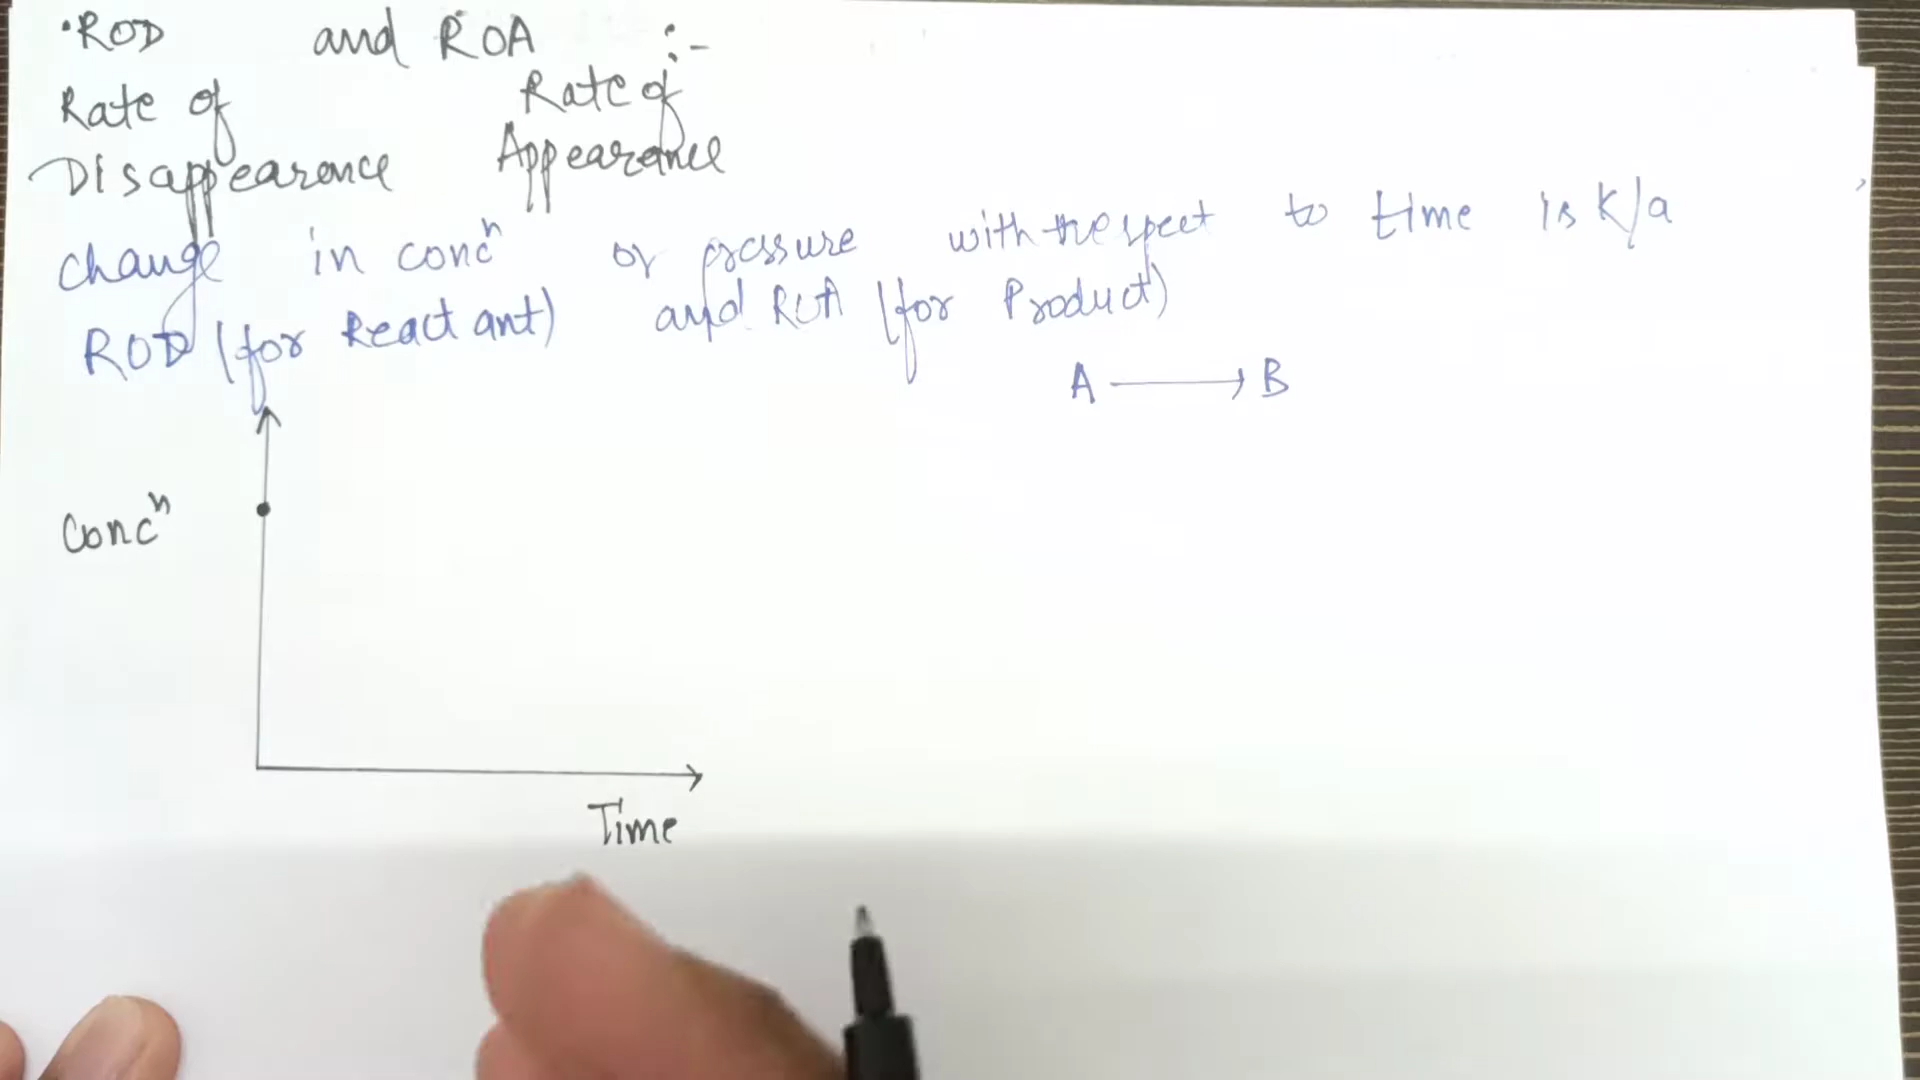 • ROD and ROA :-
Rate of Rate of
Disappearance Appearance
change in concⁿ or pressure with respect to time is k/a
ROD (for Reactant) and ROA (for Product)
A → B
Concⁿ
Time